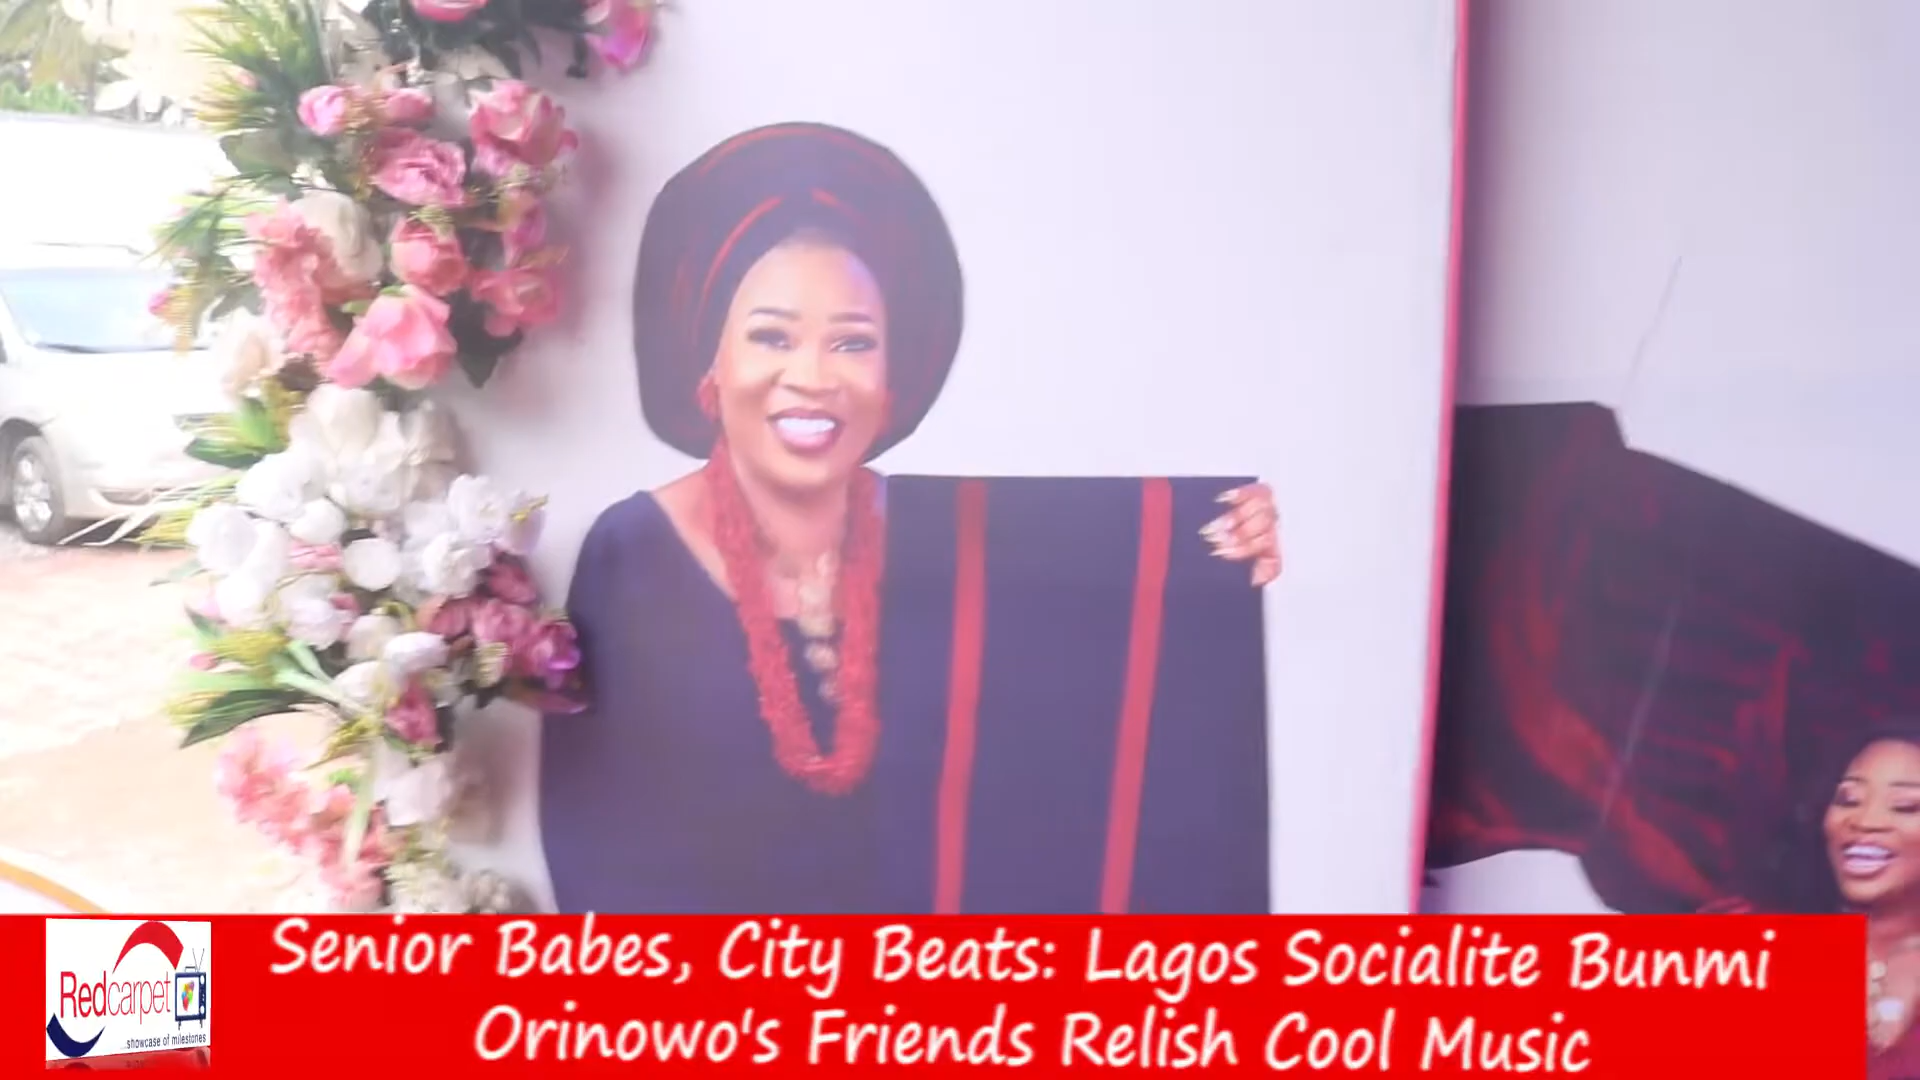 Senior Babes, City Beats: Lagos Socialite Bunmi
Orinowo's Friends Relish Cool Music
Redcarpet
...showcase of milestones